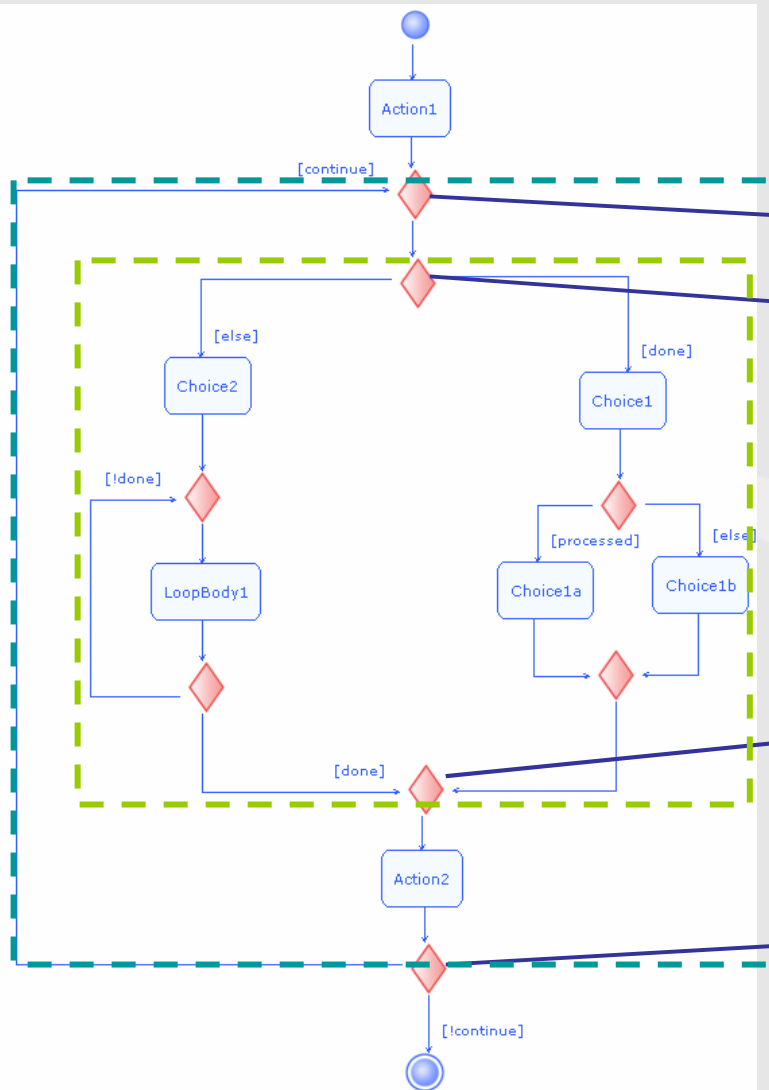 Action1
[continue]
[else]
[done]
Choice2
Choice1
[!done]
[processed]
[else]
LoopBody1
Choice1a
Choice1b
[done]
Action2
[!continue]